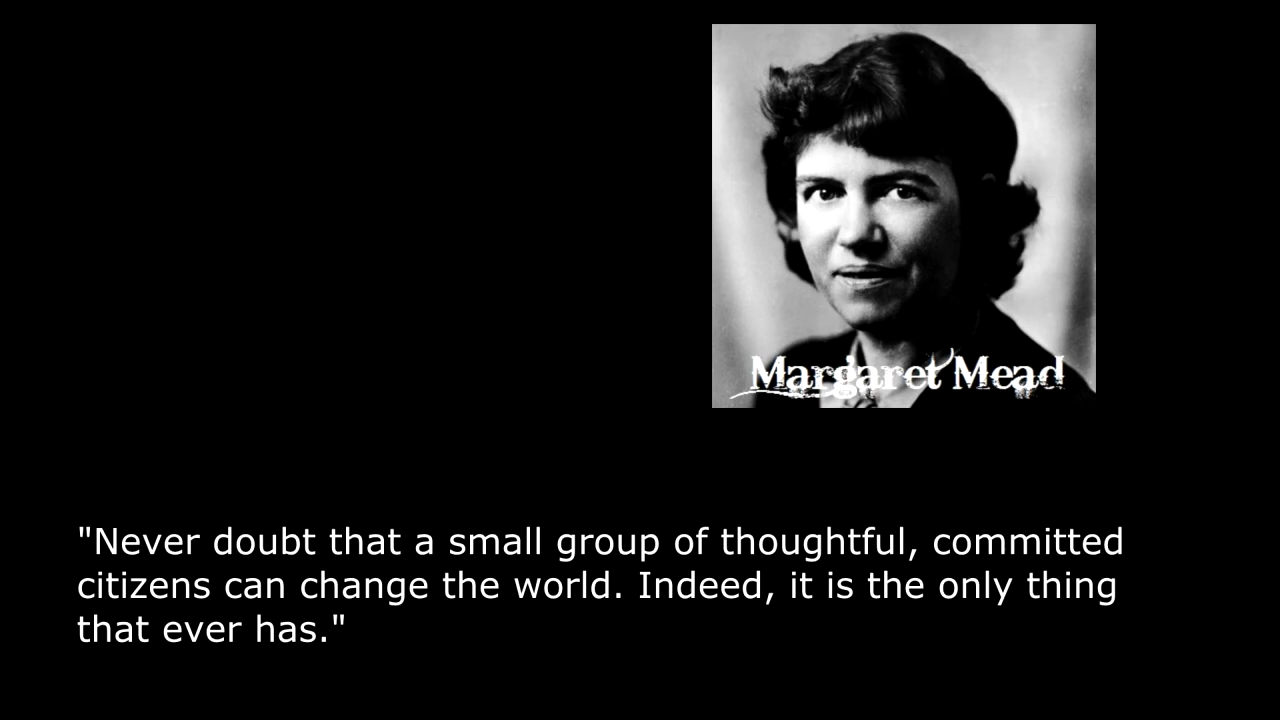 Margaret Mead
"Never doubt that a small group of thoughtful, committed
citizens can change the world. Indeed, it is the only thing
that ever has."